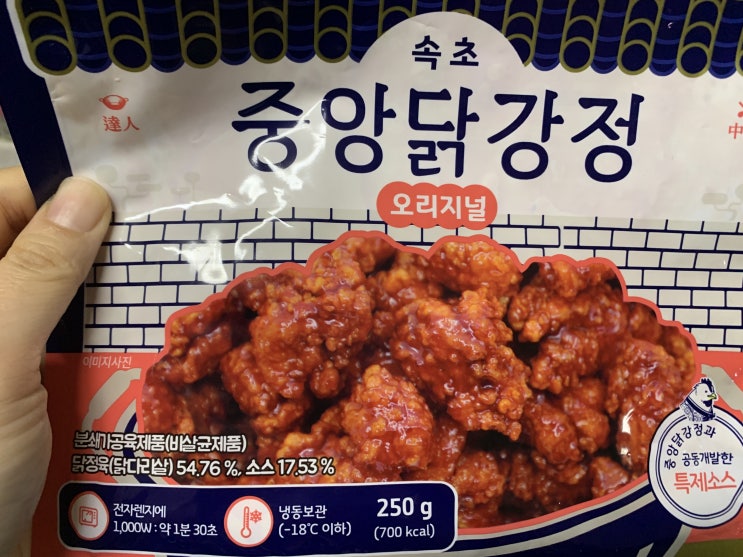 속초
중앙닭강정
오리지널
達人
中
이미지사진
분쇄가공육제품(비살균제품)
닭정육(닭다리살) 54.76 %, 소스 17.53 %
전자렌지에
1,000W : 약 1분 30초
냉동보관
(-18℃ 이하)
250 g
(700 kcal)
중앙닭강정과
공동개발한
특제소스